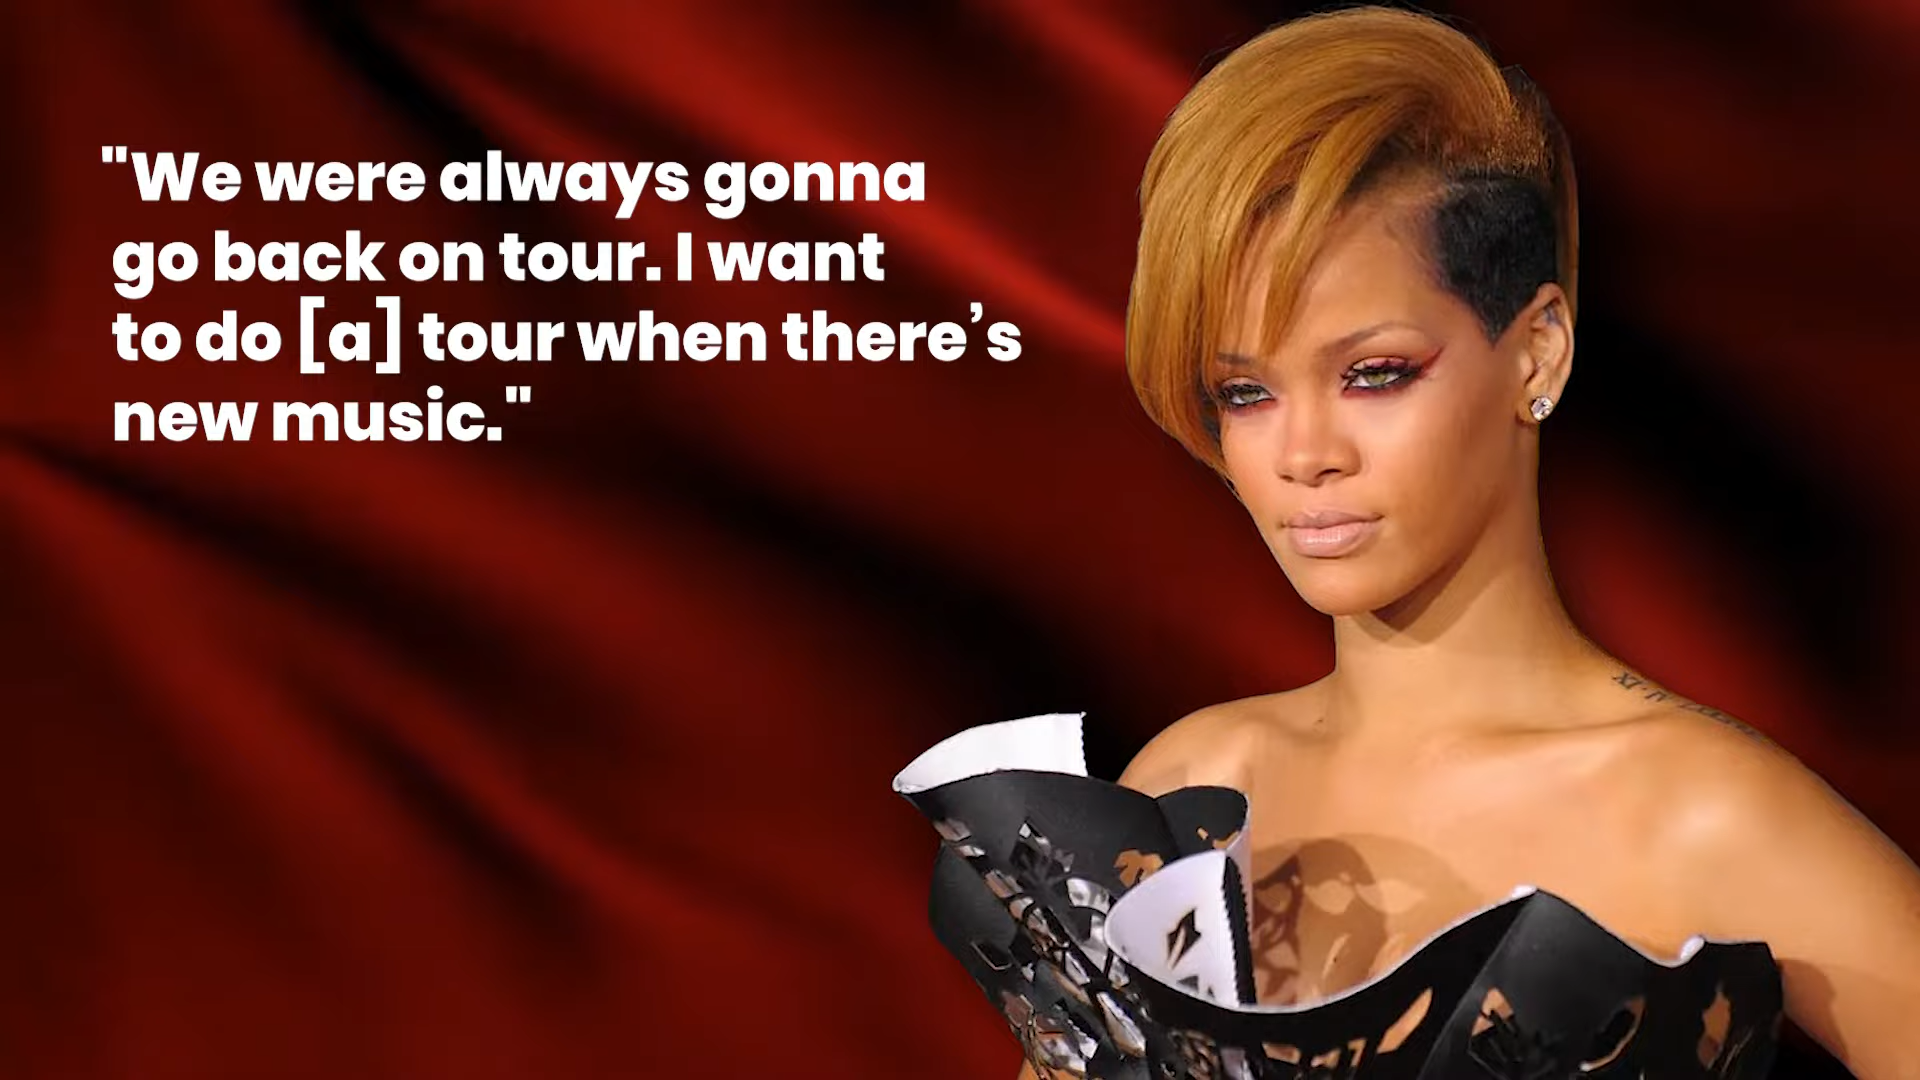 "We were always gonna
go back on tour. I want
to do [a] tour when there’s
new music."